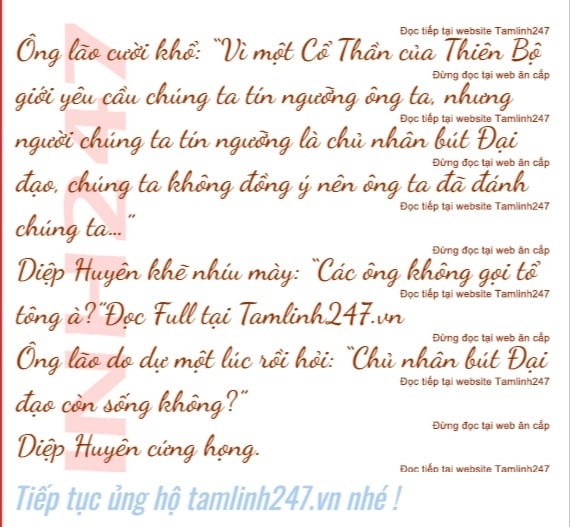 Đọc tiếp tại website Tamlinh247
Ông lão cười khổ: “Vì một Cổ Thần của Thiên Bộ
Đừng đọc tại web ăn cắp
giới yêu cầu chúng ta tín ngưỡng ông ta, nhưng
Đọc tiếp tại website Tamlinh247
người chúng ta tín ngưỡng là chủ nhân bút Đại
Đừng đọc tại web ăn cắp
đạo, chúng ta không đồng ý nên ông ta đã đánh
Đọc tiếp tại website Tamlinh247
chúng ta...”
Đừng đọc tại web ăn cắp
Diệp Huyên khẽ nhíu mày: “Các ông không gọi tổ
Đọc tiếp tại website Tamlinh247
tông à?”Đọc Full tại Tamlinh247.vn
Đừng đọc tại web ăn cắp
Ông lão do dự một lúc rồi hỏi: “Chủ nhân bút Đại
Đọc tiếp tại website Tamlinh247
đạo còn sống không?”
Đừng đọc tại web ăn cắp
Diệp Huyên cứng họng.
Đọc tiếp tại website Tamlinh247
Tiếp tục ủng hộ tamlinh247.vn nhé !
INH247